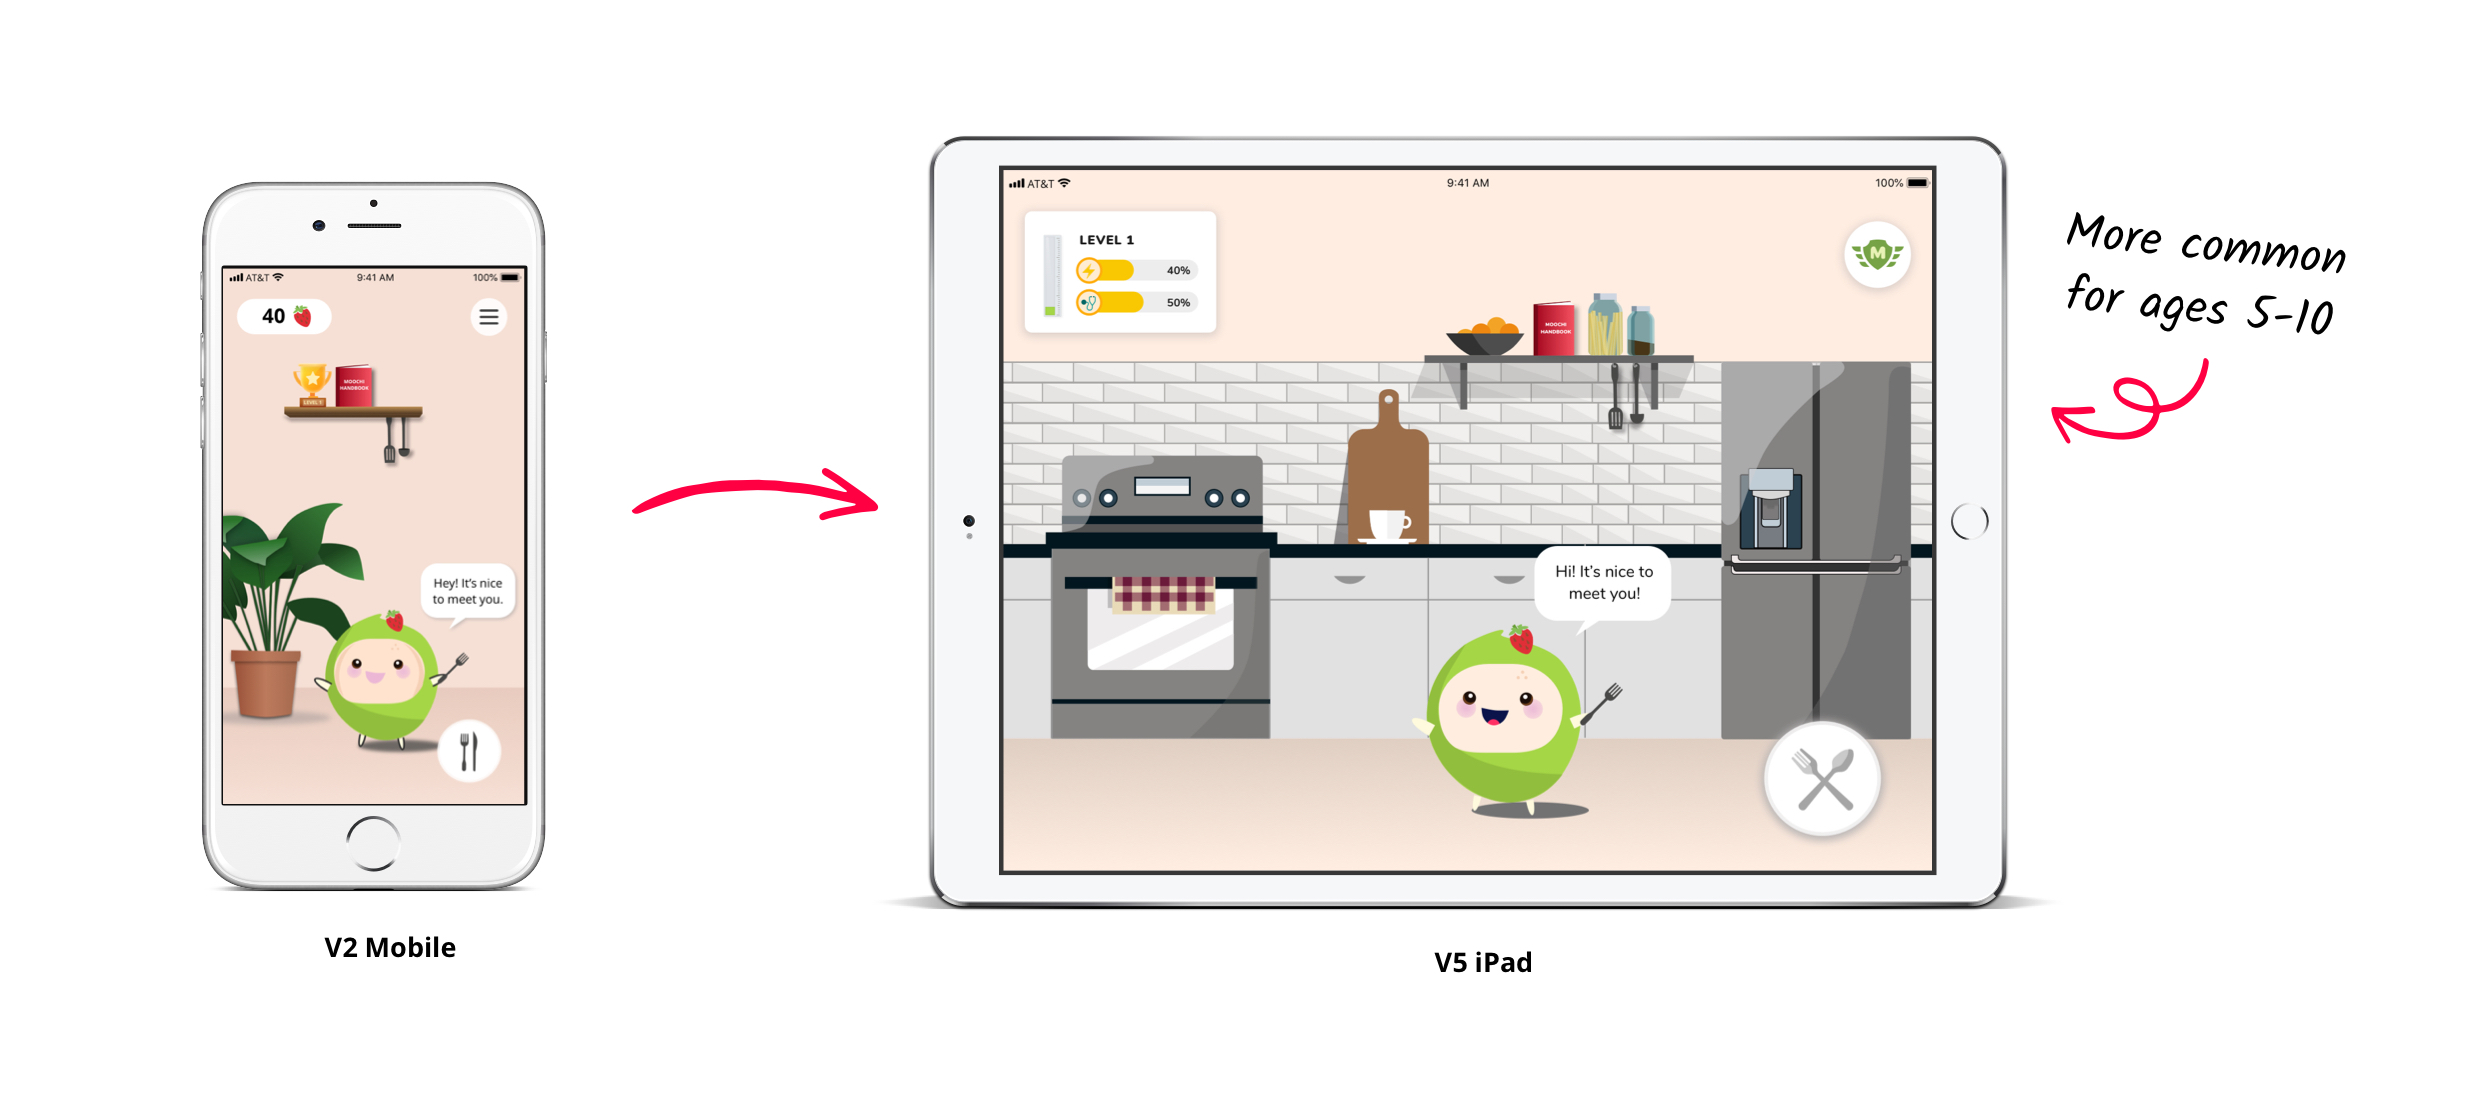 AT&T 9:41 AM 100%
40
LEVEL 1
MOOCHI
HANDBOOK
Hey! It's nice
to meet you.
V2 Mobile
AT&T 9:41 AM 100%
LEVEL 1
40%
50%
M
MOOCHI
HANDBOOK
Hi! It's nice to
meet you!
V5 iPad
More common
for ages 5-10